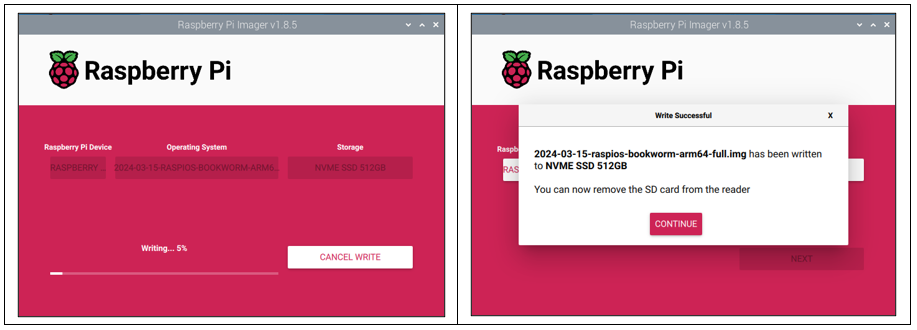 Raspberry Pi Imager v1.8.5
Raspberry Pi
Raspberry Pi Device Operating System Storage
RASPBERRY ... 2024-03-15-RASPIOS-BOOKWORM-ARM6... NVME SSD 512GB
Writing... 5%
CANCEL WRITE
Raspberry Pi Imager v1.8.5
Raspberry Pi
Write Successful X
Raspb
RAS
2024-03-15-raspios-bookworm-arm64-full.img has been written
to NVME SSD 512GB
You can now remove the SD card from the reader
CONTINUE
NEXT